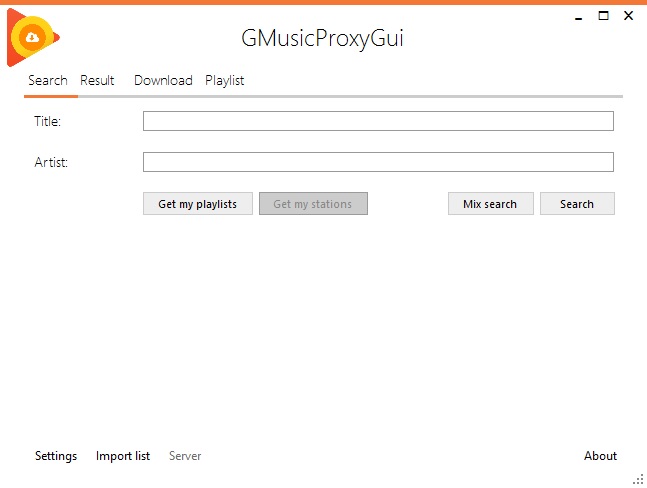 GMusicProxyGui
Search Result Download Playlist
Title:
Artist:
Get my playlists Get my stations Mix search Search
Settings Import list Server About